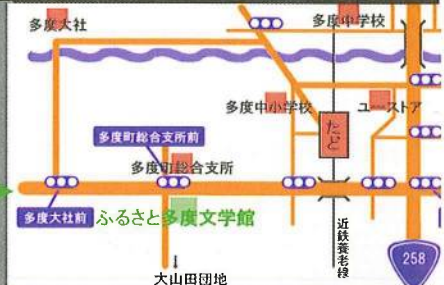 多度大社
多度中学校
多度中小学校
ユーストア
たど
多度町総合支所前
多度町総合支所
多度大社前
ふるさと多度文学館
近鉄養老線
258
大山田団地